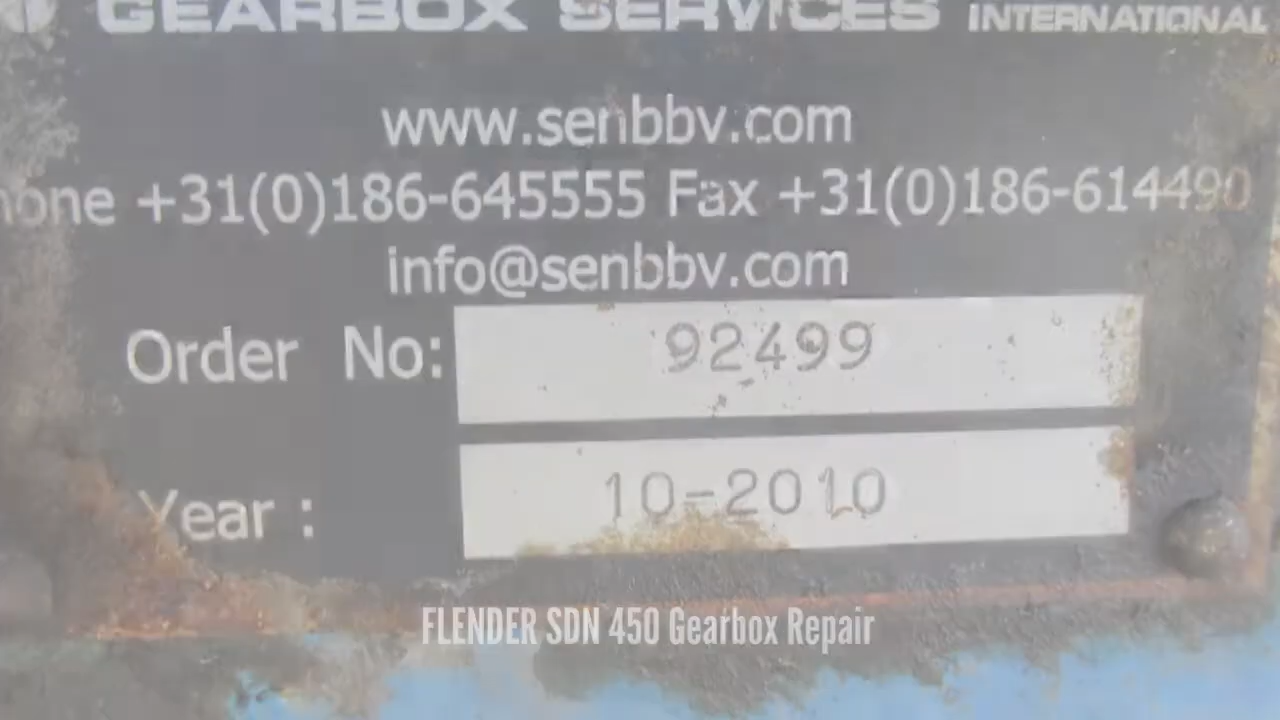 GEARBOX SERVICES INTERNATIONAL
www.senbbv.com
hone +31(0)186-645555 Fax +31(0)186-614490
info@senbbv.com
Order No: 92499
Year : 10-2010
FLENDER SDN 450 Gearbox Repair